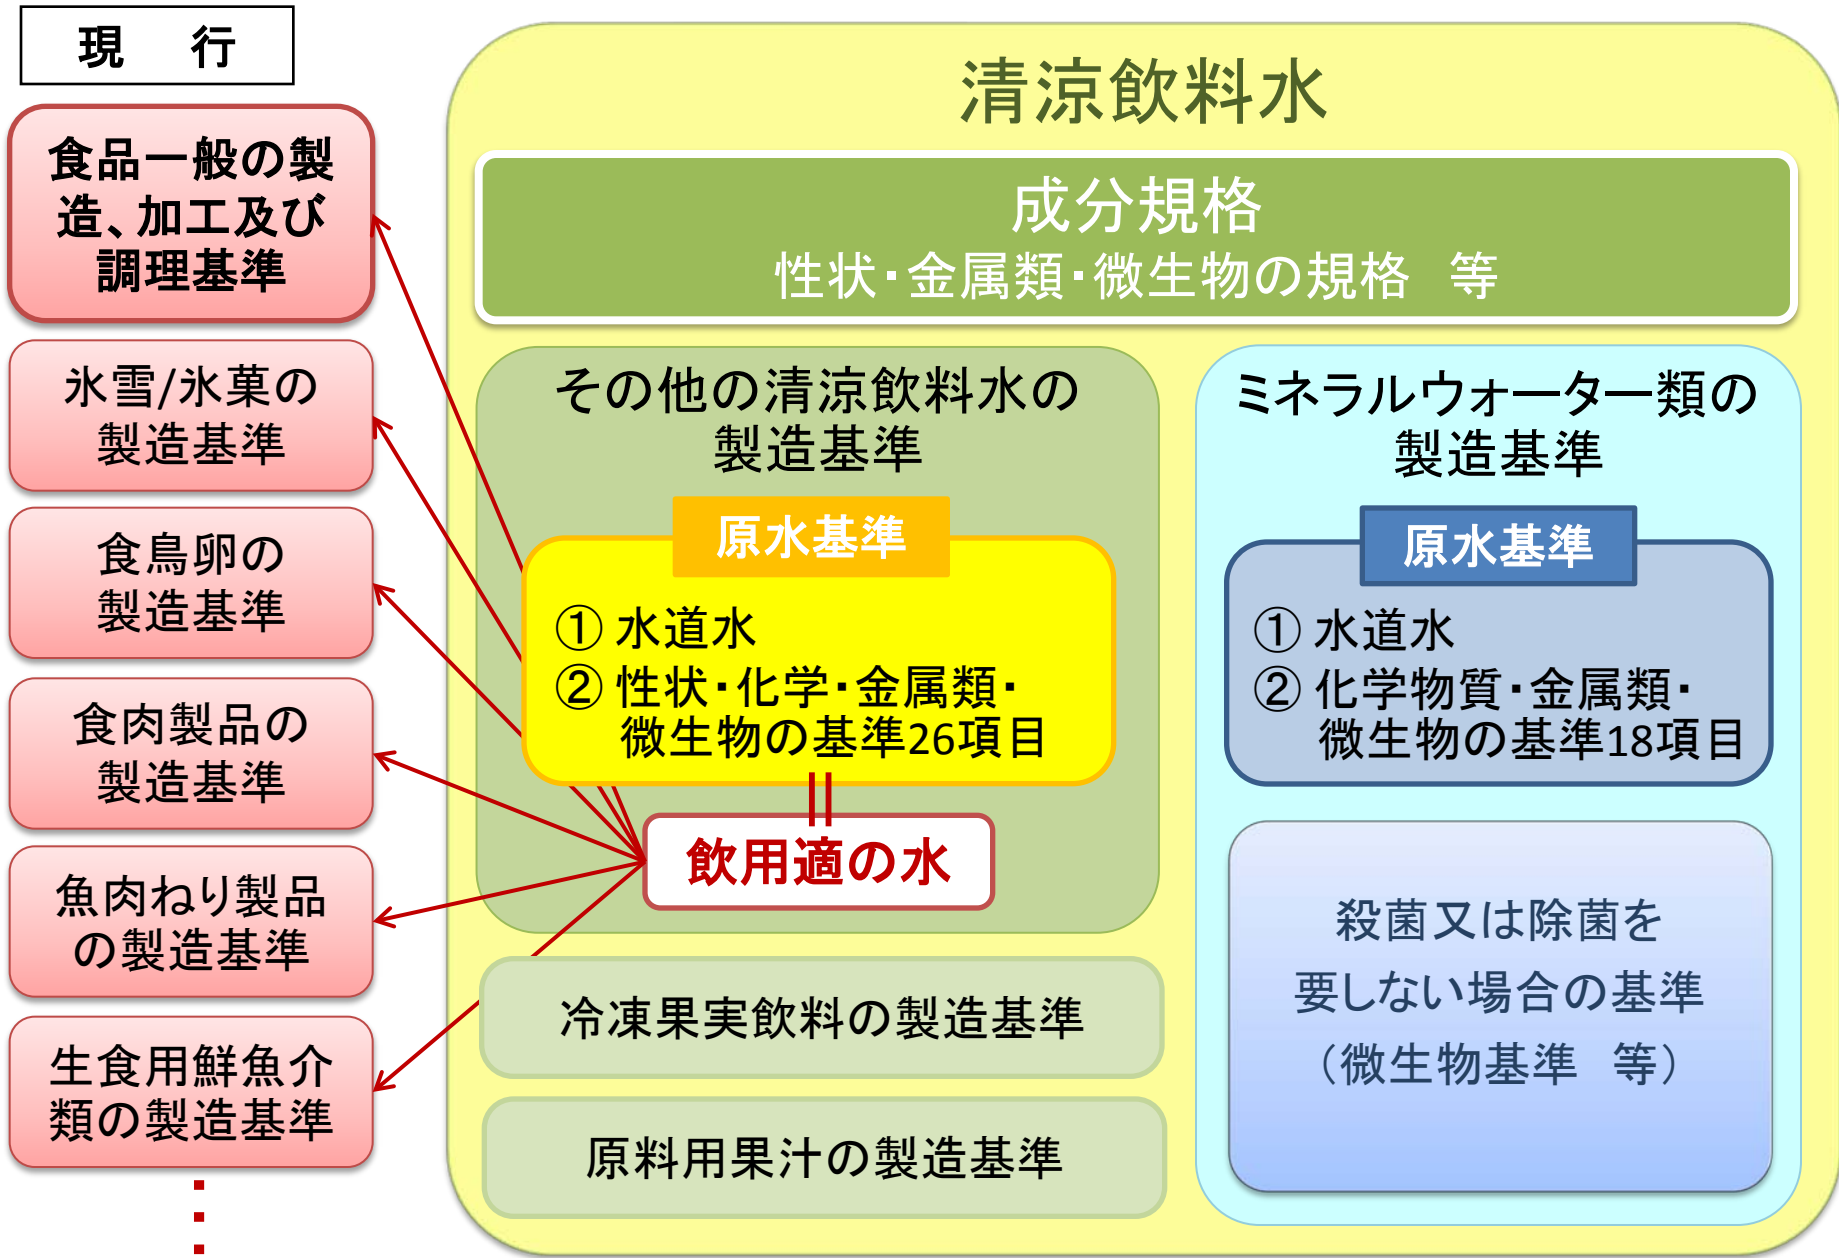 現　行
食品一般の製
造、加工及び
調理基準
氷雪/氷菓の
製造基準
食鳥卵の
製造基準
食肉製品の
製造基準
魚肉ねり製品
の製造基準
生食用鮮魚介
類の製造基準
清涼飲料水
成分規格
性状・金属類・微生物の規格　等
その他の清涼飲料水の
製造基準
原水基準
① 水道水
② 性状・化学・金属類・
微生物の基準26項目
飲用適の水
冷凍果実飲料の製造基準
原料用果汁の製造基準
ミネラルウォーター類の
製造基準
原水基準
① 水道水
② 化学物質・金属類・
微生物の基準18項目
殺菌又は除菌を
要しない場合の基準
（微生物基準　等）